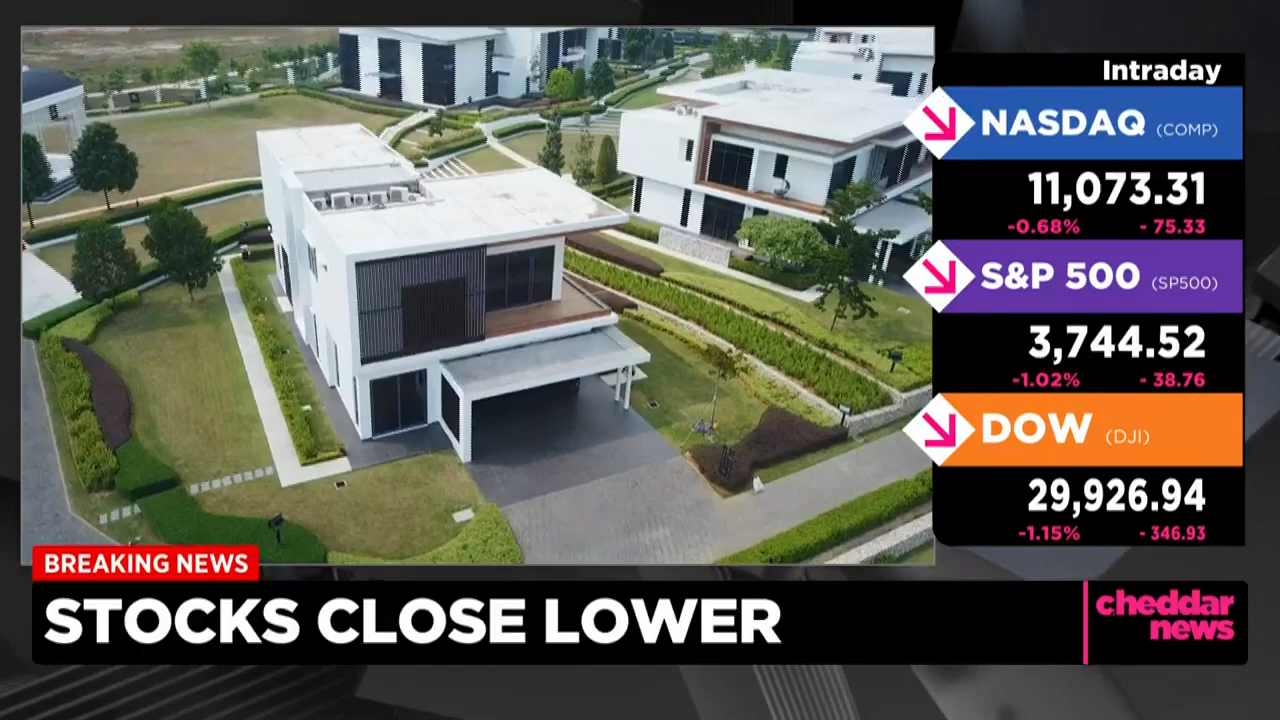 Intraday
NASDAQ (COMP)
11,073.31
-0.68% - 75.33
S&P 500 (SP500)
3,744.52
-1.02% - 38.76
DOW (DJI)
29,926.94
-1.15% - 346.93
BREAKING NEWS
STOCKS CLOSE LOWER
cheddar
news